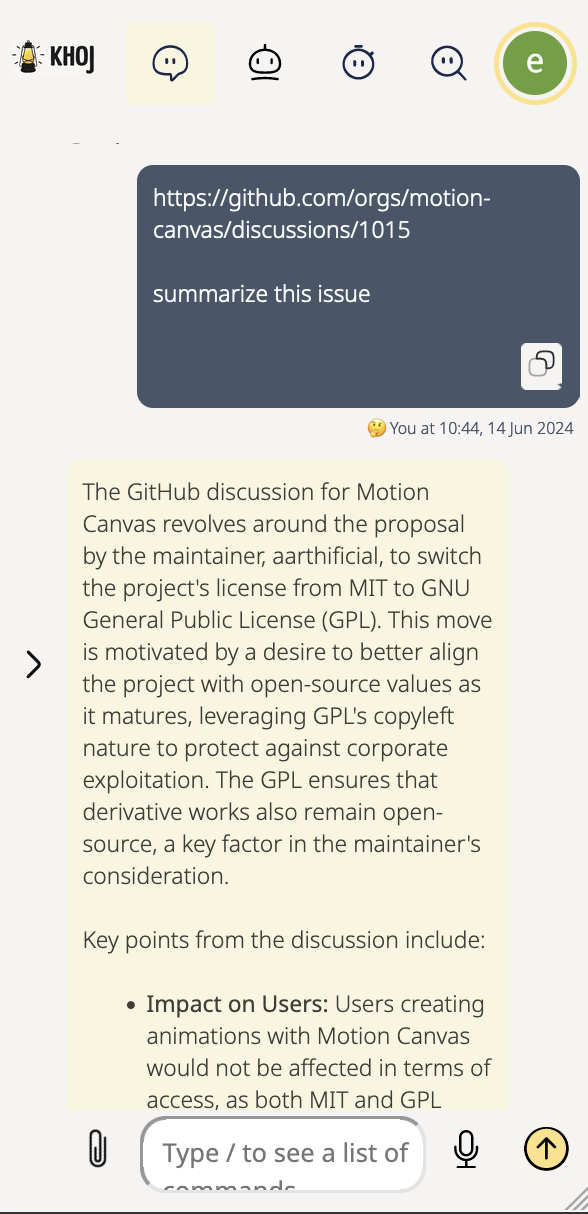 KHOJ
e
https://github.com/orgs/motion-
canvas/discussions/1015
summarize this issue
You at 10:44, 14 Jun 2024
The GitHub discussion for Motion
Canvas revolves around the proposal
by the maintainer, aarthificial, to switch
the project's license from MIT to GNU
General Public License (GPL). This move
is motivated by a desire to better align
the project with open-source values as
it matures, leveraging GPL's copyleft
nature to protect against corporate
exploitation. The GPL ensures that
derivative works also remain open-
source, a key factor in the maintainer's
consideration.
Key points from the discussion include:
• Impact on Users: Users creating
animations with Motion Canvas
would not be affected in terms of
access, as both MIT and GPL
Type / to see a list of
commands